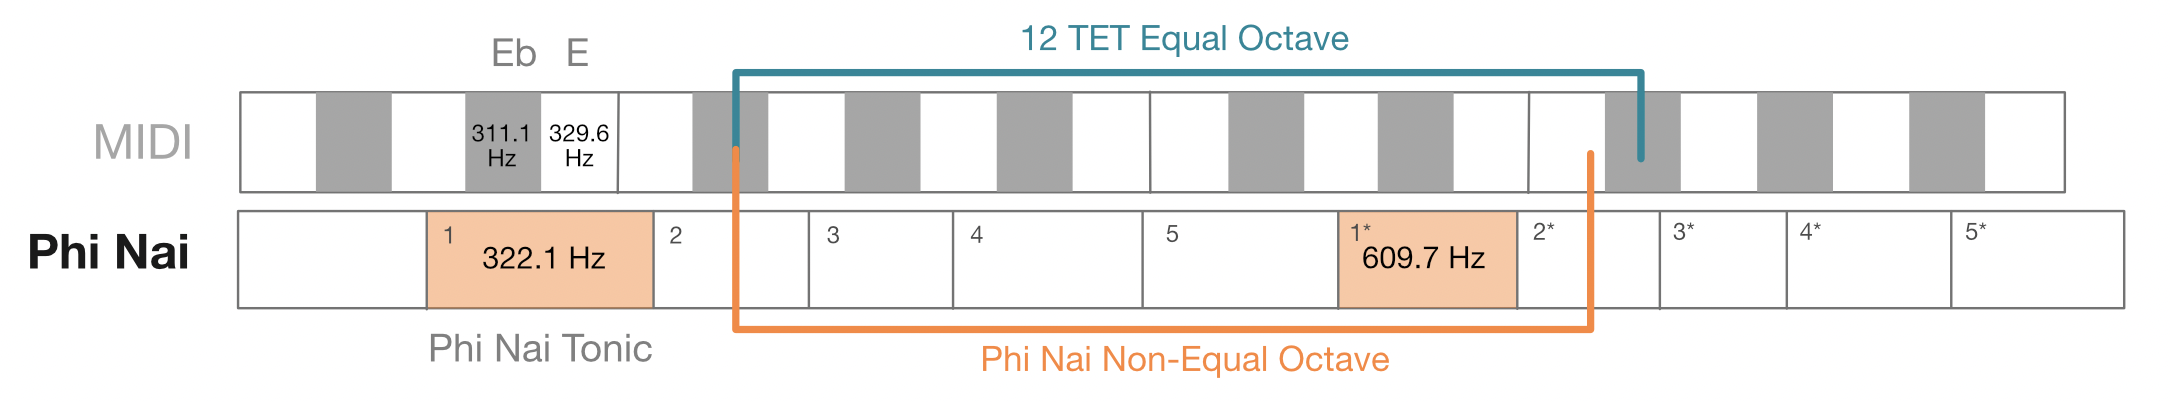 12 TET Equal Octave
Eb E
MIDI
311.1
Hz
329.6
Hz
Phi Nai
1
322.1 Hz
2
3
4
5
1*
609.7 Hz
2*
3*
4*
5*
Phi Nai Tonic
Phi Nai Non-Equal Octave